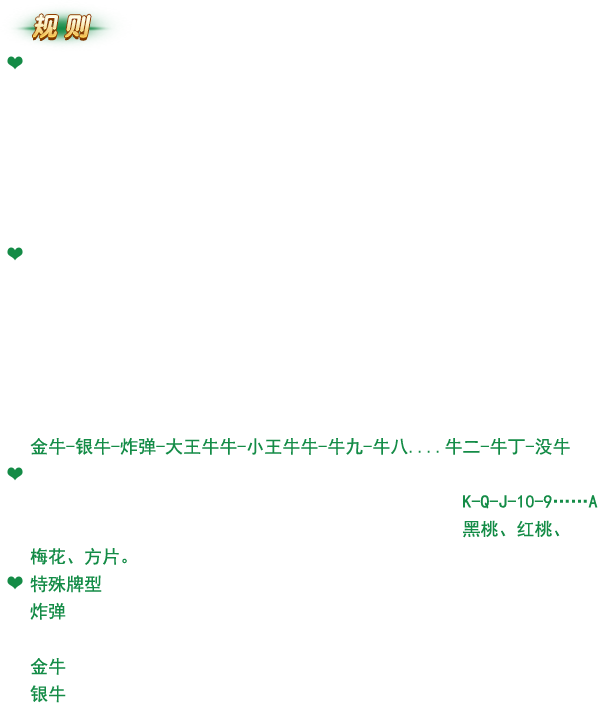 规则
金牛-银牛-炸弹-大王牛牛-小王牛牛-牛九-牛八....牛二-牛丁-没牛
K-Q-J-10-9……A
黑桃、红桃、
梅花、方片。
特殊牌型
炸弹
金牛
银牛